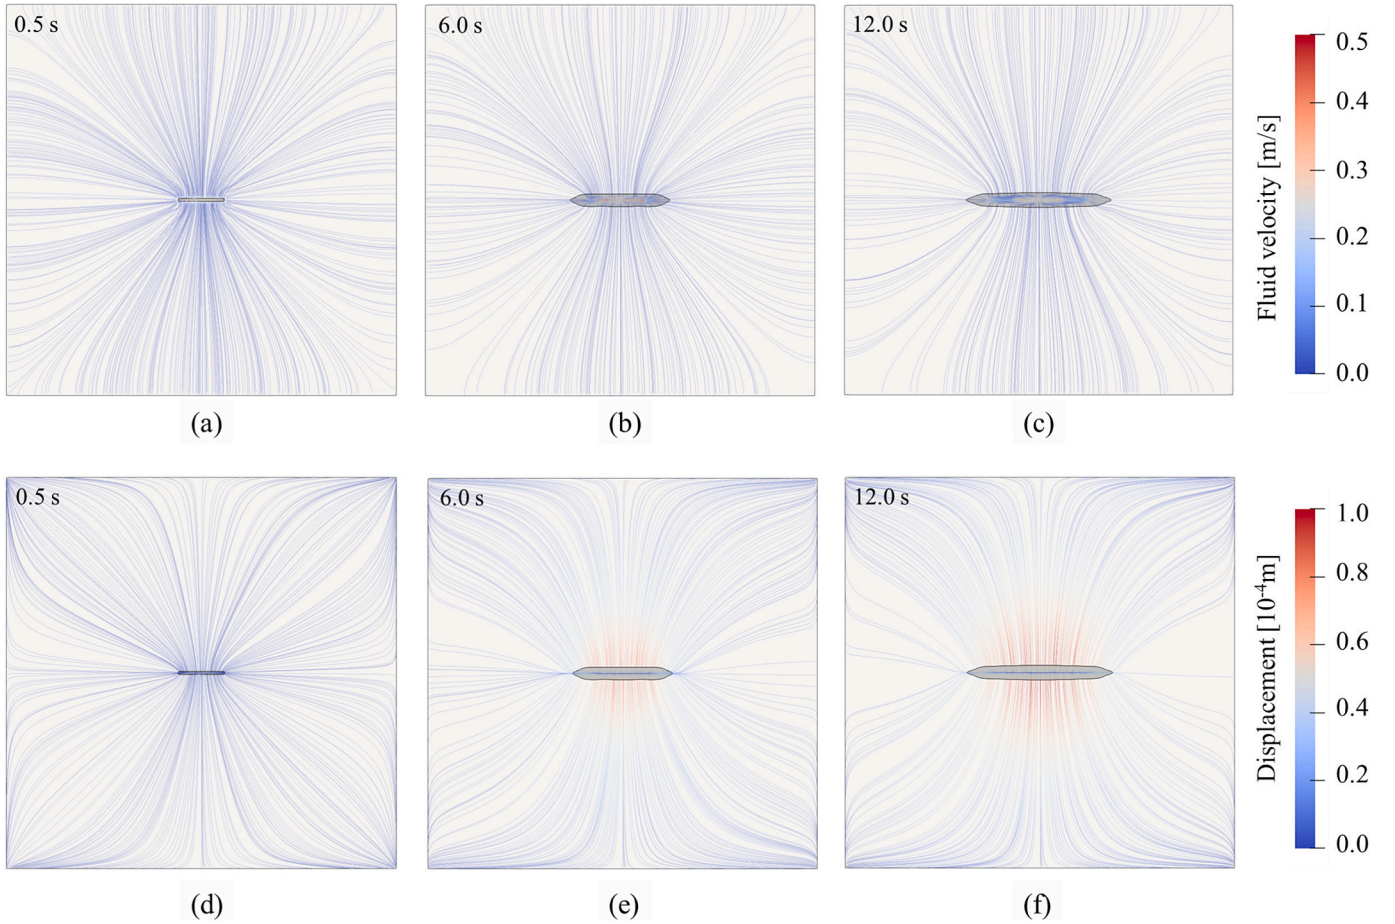 0.5 s
6.0 s
12.0 s
0.5
0.4
0.3
0.2
0.1
0.0
Fluid velocity [m/s]
(a)
(b)
(c)
0.5 s
6.0 s
12.0 s
1.0
0.8
0.6
0.4
0.2
0.0
Displacement [10⁻⁴m]
(d)
(e)
(f)